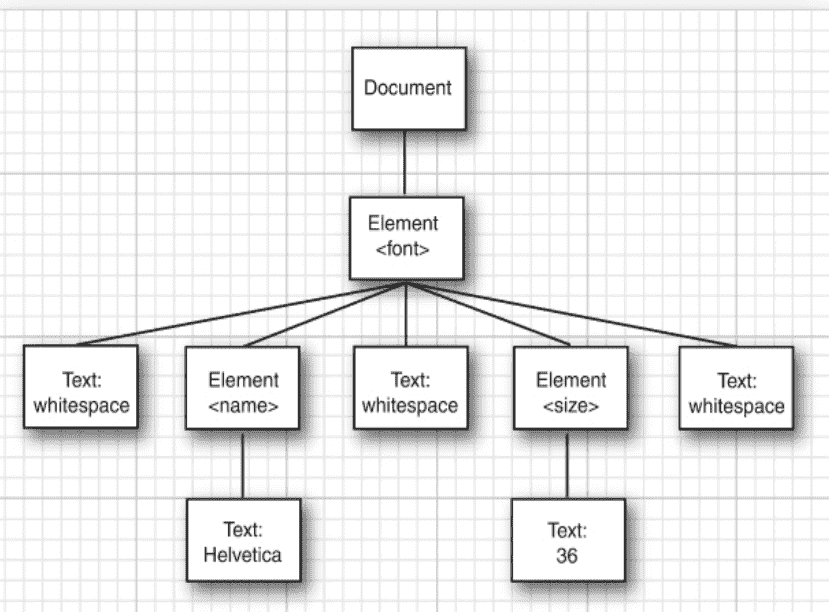 Document
Element
<font>
Text:
whitespace
Element
<name>
Text:
whitespace
Element
<size>
Text:
whitespace
Text:
Helvetica
Text:
36